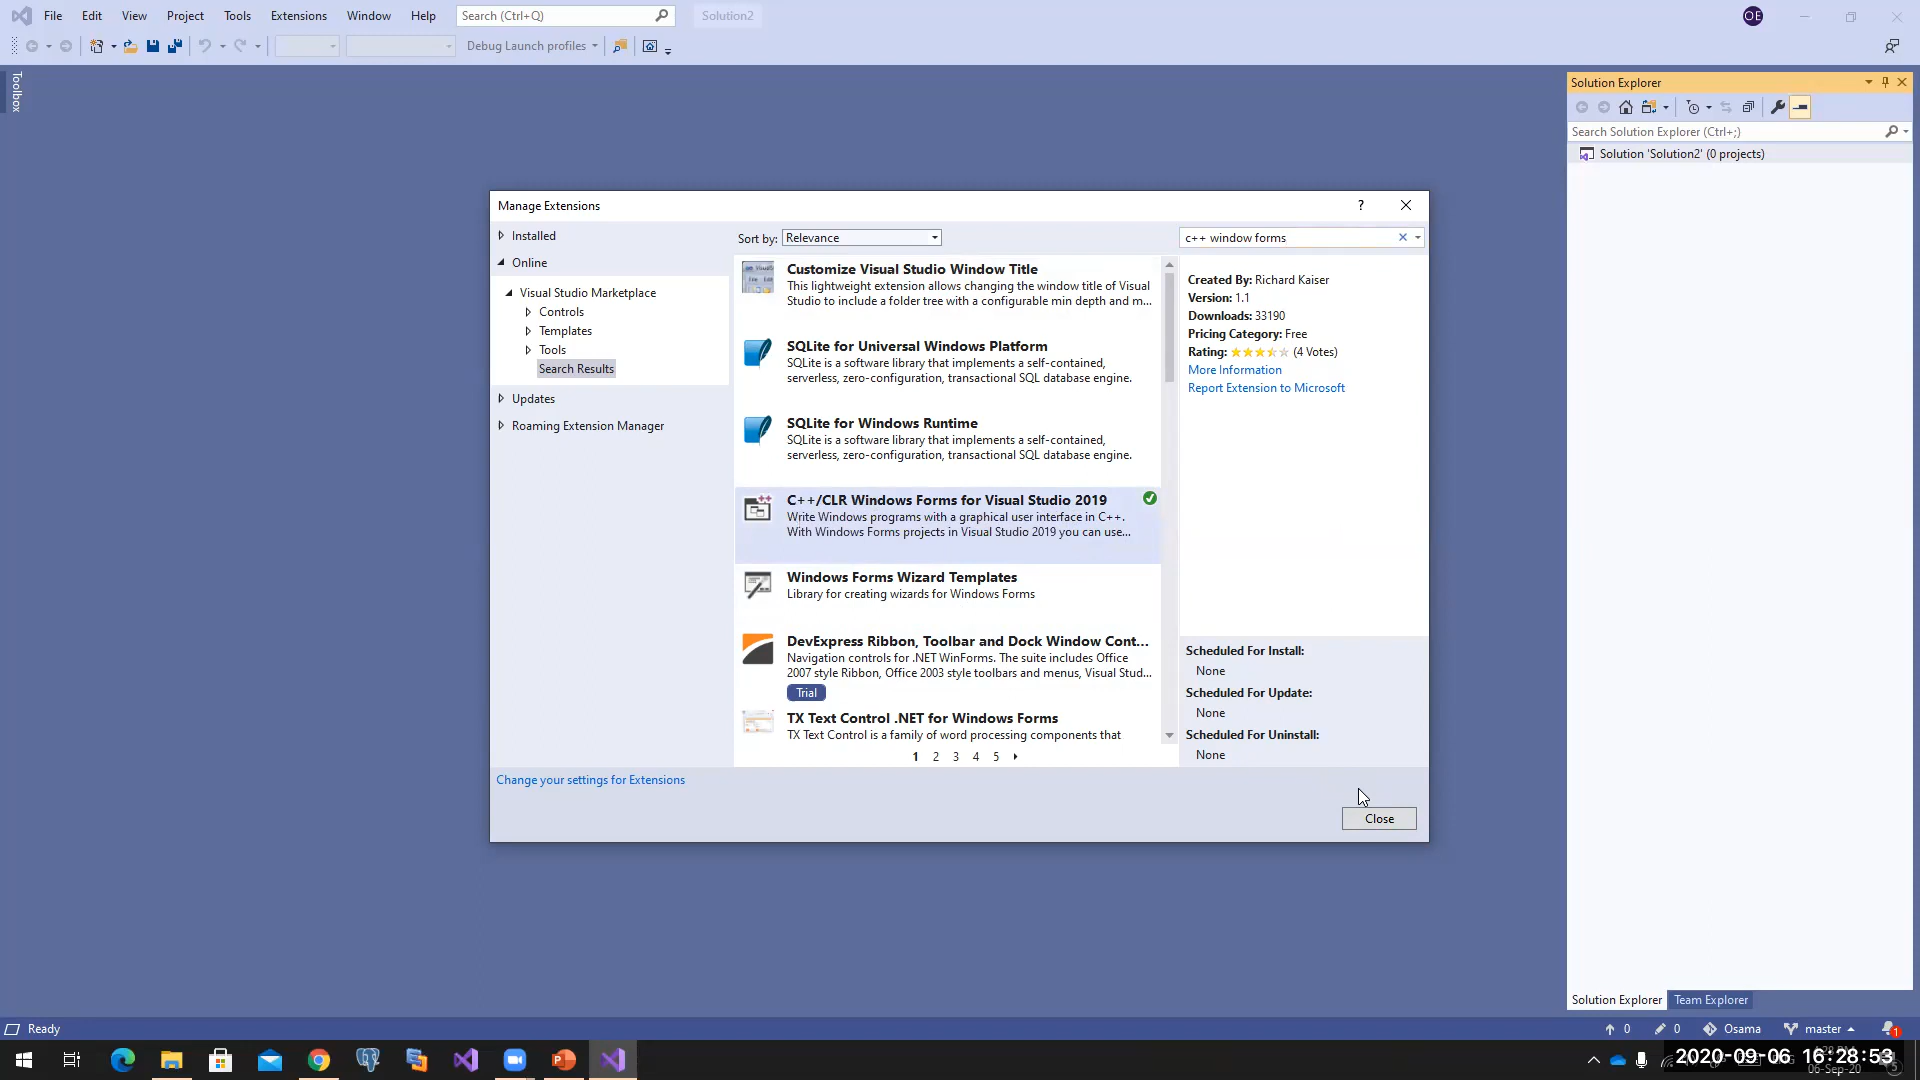 File Edit View Project Tools Extensions Window Help Search (Ctrl+Q) Solution2 OE
Debug Launch profiles
Toolbox
Solution Explorer
Search Solution Explorer (Ctrl+;)
Solution 'Solution2' (0 projects)
Manage Extensions ?
Installed
Online
Visual Studio Marketplace
Controls
Templates
Tools
Search Results
Updates
Roaming Extension Manager
Sort by: Relevance
c++ window forms
Customize Visual Studio Window Title
This lightweight extension allows changing the window title of Visual
Studio to include a folder tree with a configurable min depth and m...
SQLite for Universal Windows Platform
SQLite is a software library that implements a self-contained,
serverless, zero-configuration, transactional SQL database engine.
SQLite for Windows Runtime
SQLite is a software library that implements a self-contained,
serverless, zero-configuration, transactional SQL database engine.
C++/CLR Windows Forms for Visual Studio 2019
Write Windows programs with a graphical user interface in C++.
With Windows Forms projects in Visual Studio 2019 you can use...
Windows Forms Wizard Templates
Library for creating wizards for Windows Forms
DevExpress Ribbon, Toolbar and Dock Window Cont...
Navigation controls for .NET WinForms. The suite includes Office
2007 style Ribbon, Office 2003 style toolbars and menus, Visual Stud...
Trial
TX Text Control .NET for Windows Forms
TX Text Control is a family of word processing components that
1 2 3 4 5
Created By: Richard Kaiser
Version: 1.1
Downloads: 33190
Pricing Category: Free
Rating: (4 Votes)
More Information
Report Extension to Microsoft
Scheduled For Install:
None
Scheduled For Update:
None
Scheduled For Uninstall:
None
Change your settings for Extensions
Close
Solution Explorer Team Explorer
Ready 0 0 Osama master 1
2020-09-06 16:28:53
06-Sep-20 5